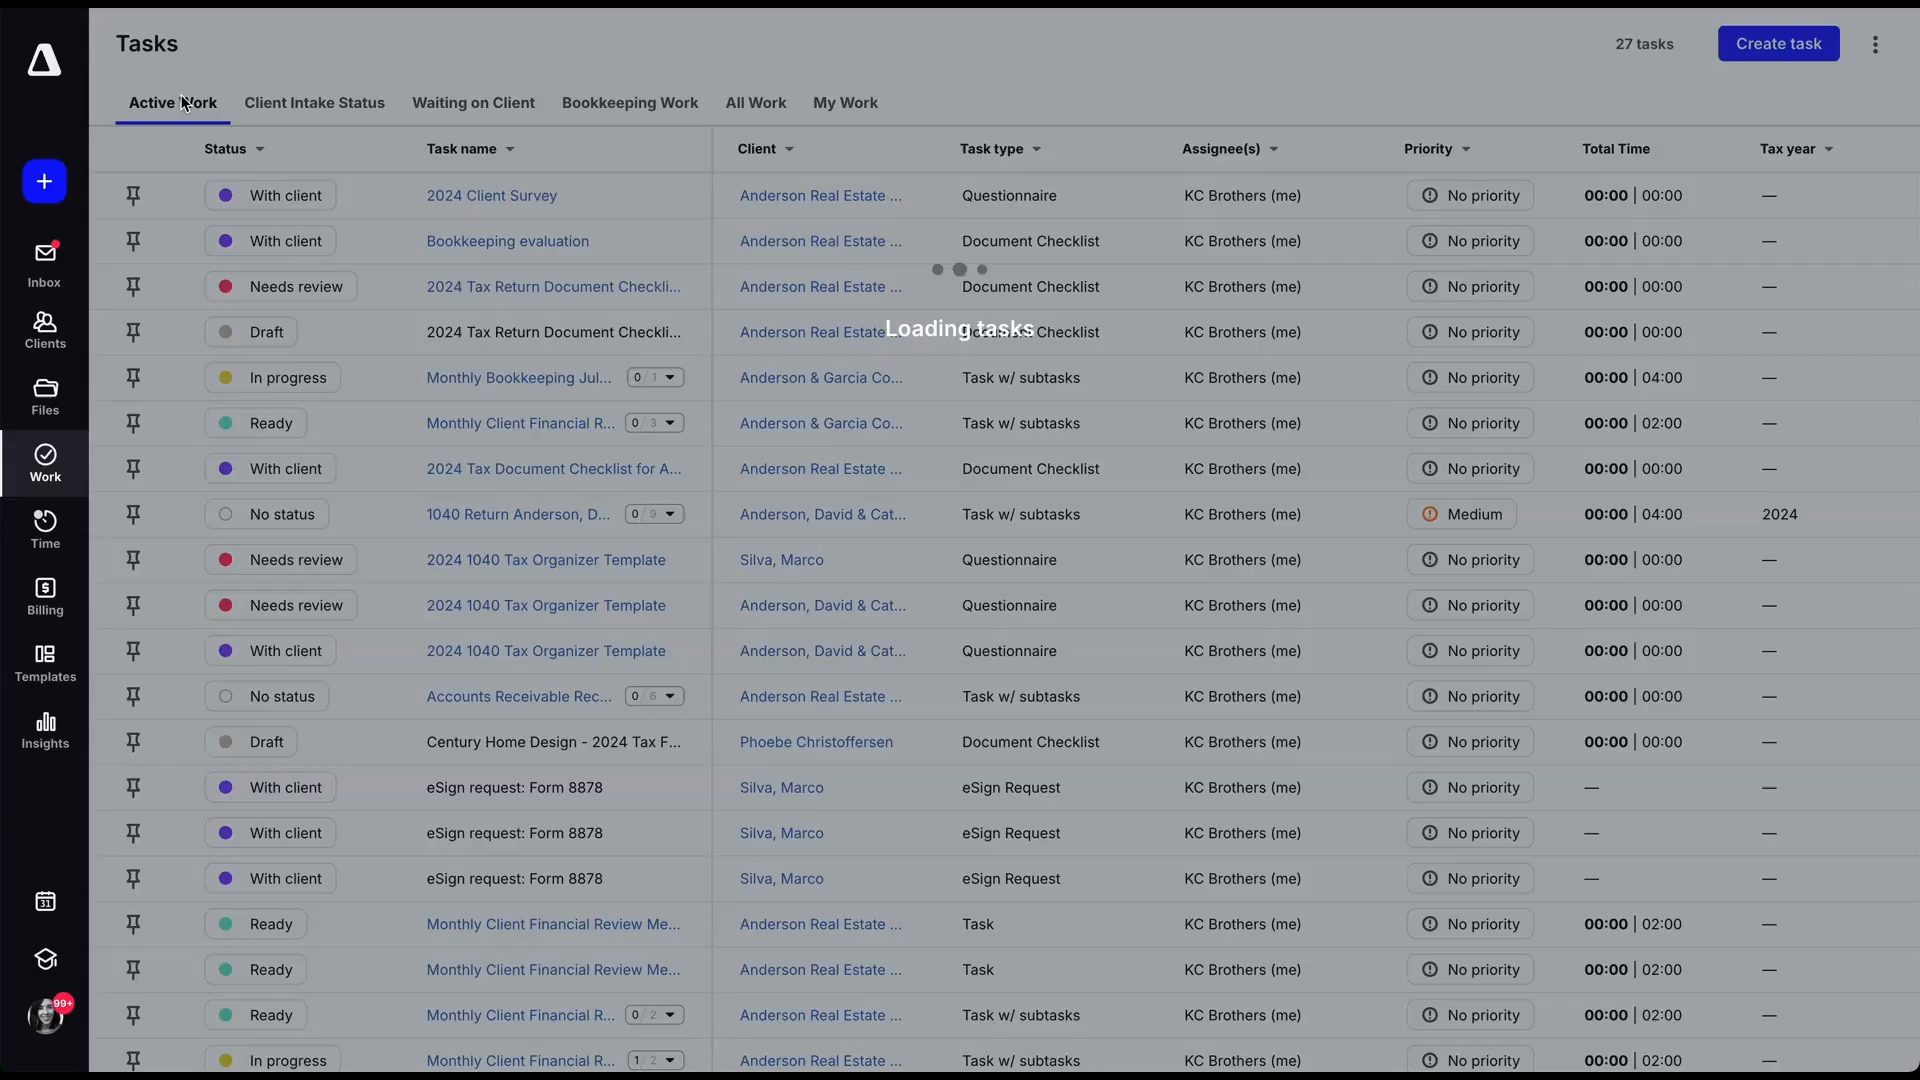 Tasks
27 tasks
Create task
Active Work
Client Intake Status
Waiting on Client
Bookkeeping Work
All Work
My Work
Status
Task name
Client
Task type
Assignee(s)
Priority
Total Time
Tax year
With client 2024 Client Survey Anderson Real Estate ... Questionnaire KC Brothers (me) No priority 00:00 | 00:00 —
With client Bookkeeping evaluation Anderson Real Estate ... Document Checklist KC Brothers (me) No priority 00:00 | 00:00 —
Needs review 2024 Tax Return Document Checkli... Anderson Real Estate ... Document Checklist KC Brothers (me) No priority 00:00 | 00:00 —
Loading tasks
Draft 2024 Tax Return Document Checkli... Anderson Real Estate ... Document Checklist KC Brothers (me) No priority 00:00 | 00:00 —
In progress Monthly Bookkeeping Jul... 0 / 1 Anderson & Garcia Co... Task w/ subtasks KC Brothers (me) No priority 00:00 | 04:00 —
Ready Monthly Client Financial R... 0 / 3 Anderson & Garcia Co... Task w/ subtasks KC Brothers (me) No priority 00:00 | 02:00 —
With client 2024 Tax Document Checklist for A... Anderson Real Estate ... Document Checklist KC Brothers (me) No priority 00:00 | 00:00 —
No status 1040 Return Anderson, D... 0 / 9 Anderson, David & Cat... Task w/ subtasks KC Brothers (me) Medium 00:00 | 04:00 2024
Needs review 2024 1040 Tax Organizer Template Silva, Marco Questionnaire KC Brothers (me) No priority 00:00 | 00:00 —
Needs review 2024 1040 Tax Organizer Template Anderson, David & Cat... Questionnaire KC Brothers (me) No priority 00:00 | 00:00 —
With client 2024 1040 Tax Organizer Template Anderson, David & Cat... Questionnaire KC Brothers (me) No priority 00:00 | 00:00 —
No status Accounts Receivable Rec... 0 / 6 Anderson Real Estate ... Task w/ subtasks KC Brothers (me) No priority 00:00 | 00:00 —
Draft Century Home Design - 2024 Tax F... Phoebe Christoffersen Document Checklist KC Brothers (me) No priority 00:00 | 00:00 —
With client eSign request: Form 8878 Silva, Marco eSign Request KC Brothers (me) No priority — —
With client eSign request: Form 8878 Silva, Marco eSign Request KC Brothers (me) No priority — —
With client eSign request: Form 8878 Silva, Marco eSign Request KC Brothers (me) No priority — —
Ready Monthly Client Financial Review Me... Anderson Real Estate ... Task KC Brothers (me) No priority 00:00 | 02:00 —
Ready Monthly Client Financial Review Me... Anderson Real Estate ... Task KC Brothers (me) No priority 00:00 | 02:00 —
Ready Monthly Client Financial R... 0 / 2 Anderson Real Estate ... Task w/ subtasks KC Brothers (me) No priority 00:00 | 02:00 —
In progress Monthly Client Financial R... 1 / 2 Anderson Real Estate ... Task w/ subtasks KC Brothers (me) No priority 00:00 | 02:00 —
Inbox
Clients
Files
Work
Time
Billing
Templates
Insights
31
99+